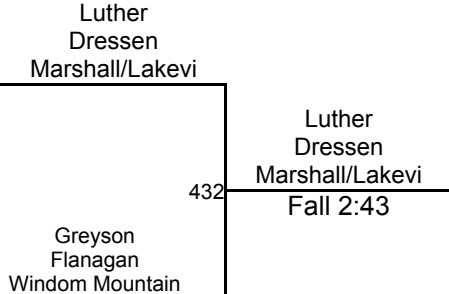 Luther
Dressen
Marshall/Lakevi
Luther
Dressen
Marshall/Lakevi
432
Fall 2:43
Greyson
Flanagan
Windom Mountain